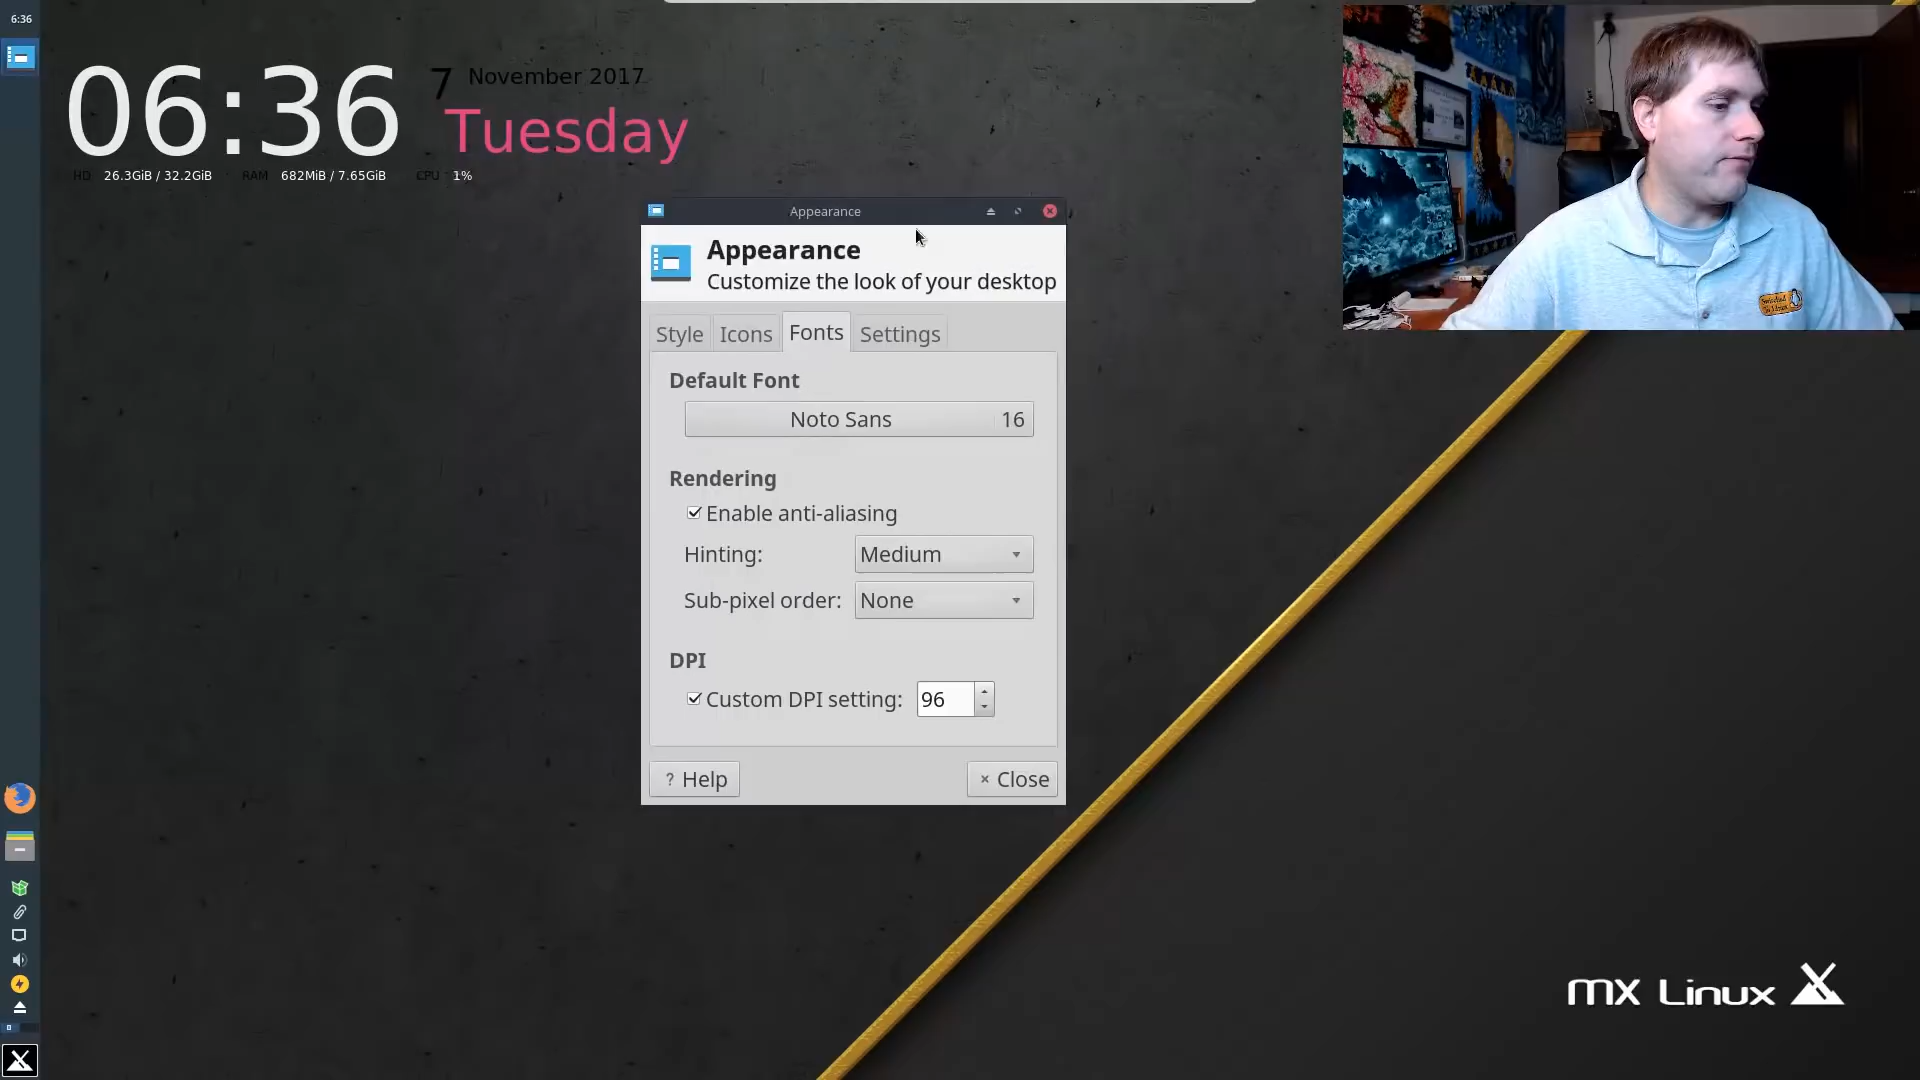 6:36
06:36
7 November 2017
Tuesday
HD 26.3GiB / 32.2GiB RAM 682MiB / 7.65GiB CPU 1%
Appearance
Appearance
Customize the look of your desktop
Style Icons Fonts Settings
Default Font
Noto Sans 16
Rendering
Enable anti-aliasing
Hinting: Medium
Sub-pixel order: None
DPI
Custom DPI setting: 96
? Help × Close
mx Linux